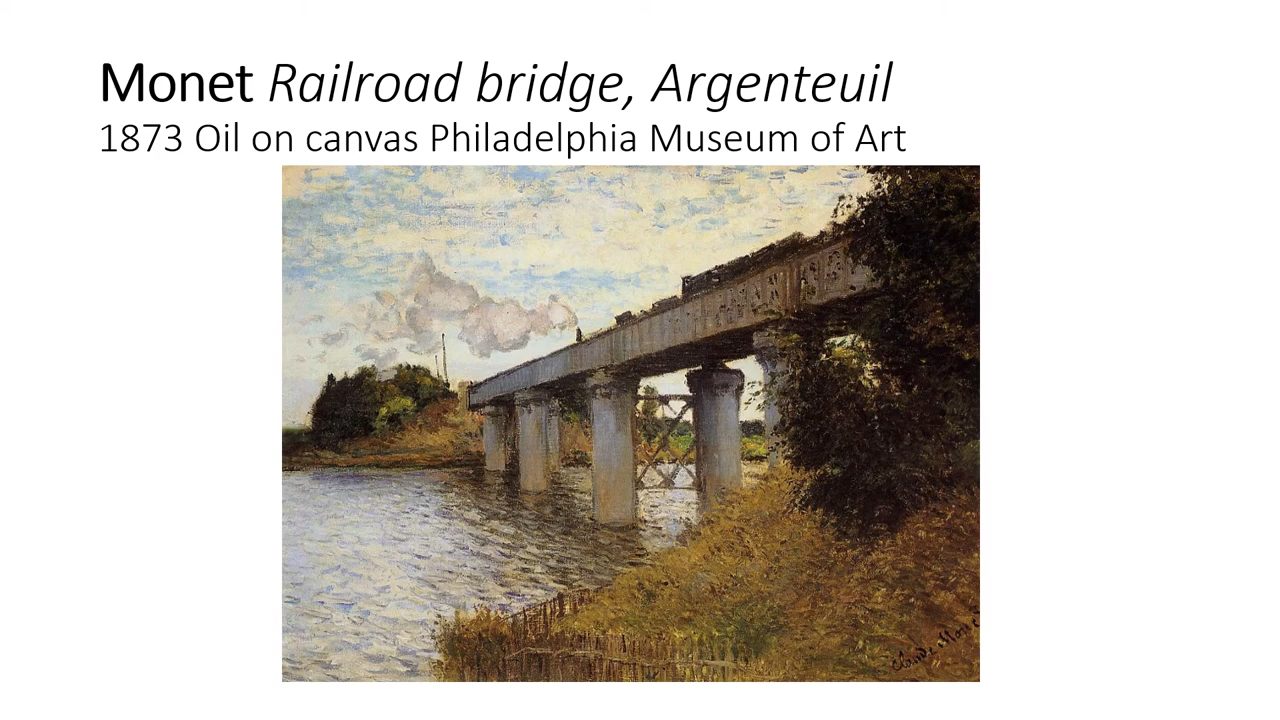 Monet Railroad bridge, Argenteuil
1873 Oil on canvas Philadelphia Museum of Art
Claude Monet